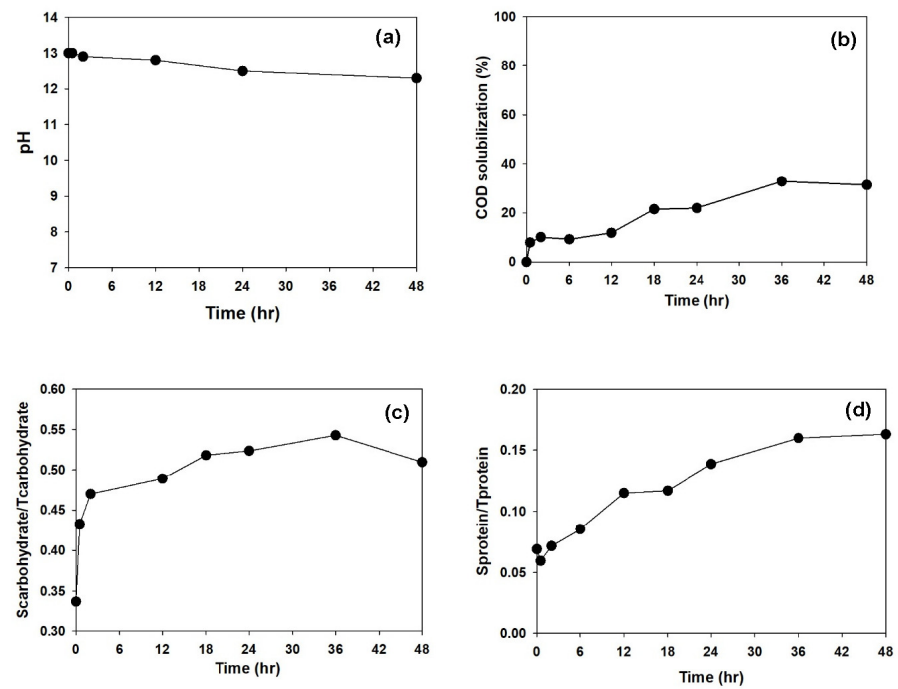 (a)
14
13
12
11
10
9
8
7
pH
0 6 12 18 24 30 36 42 48
Time (hr)
(b)
100
80
60
40
20
0
COD solubilization (%)
0 6 12 18 24 30 36 42 48
Time (hr)
(c)
0.60
0.55
0.50
0.45
0.40
0.35
0.30
Scarbohydrate/Tcarbohydrate
0 6 12 18 24 30 36 42 48
Time (hr)
(d)
0.20
0.15
0.10
0.05
0.00
Sprotein/Tprotein
0 6 12 18 24 30 36 42 48
Time (hr)